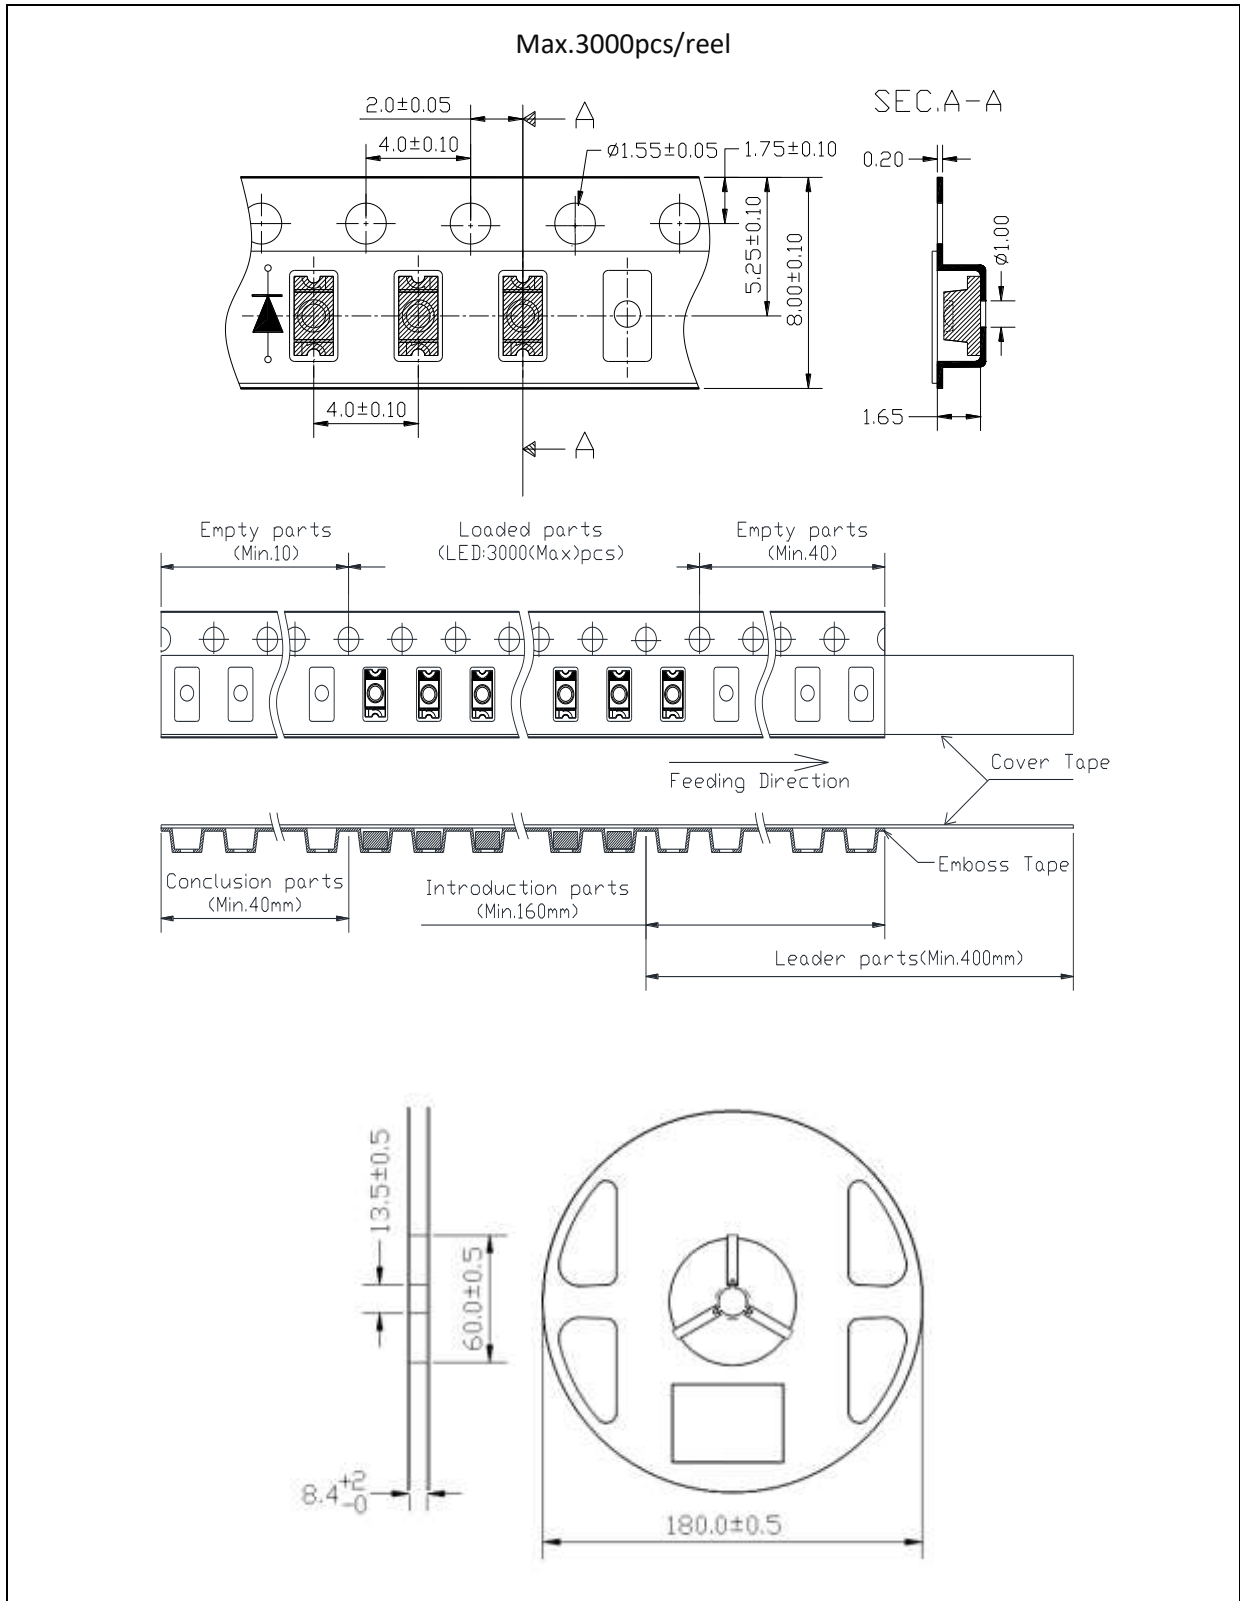 Max.3000pcs/reel
SEC.A-A
2.0±0.05
A
4.0±0.10
ø1.55±0.05
1.75±0.10
0.20
5.25±0.10
8.00±0.10
ø1.00
4.0±0.10
1.65
A
Empty parts
(Min.10)
Loaded parts
(LED:3000(Max)pcs)
Empty parts
(Min.40)
Feeding Direction
Cover Tape
Emboss Tape
Conclusion parts
(Min.40mm)
Introduction parts
(Min.160mm)
Leader parts(Min.400mm)
13.5±0.5
60.0±0.5
8.4+2-0
180.0±0.5